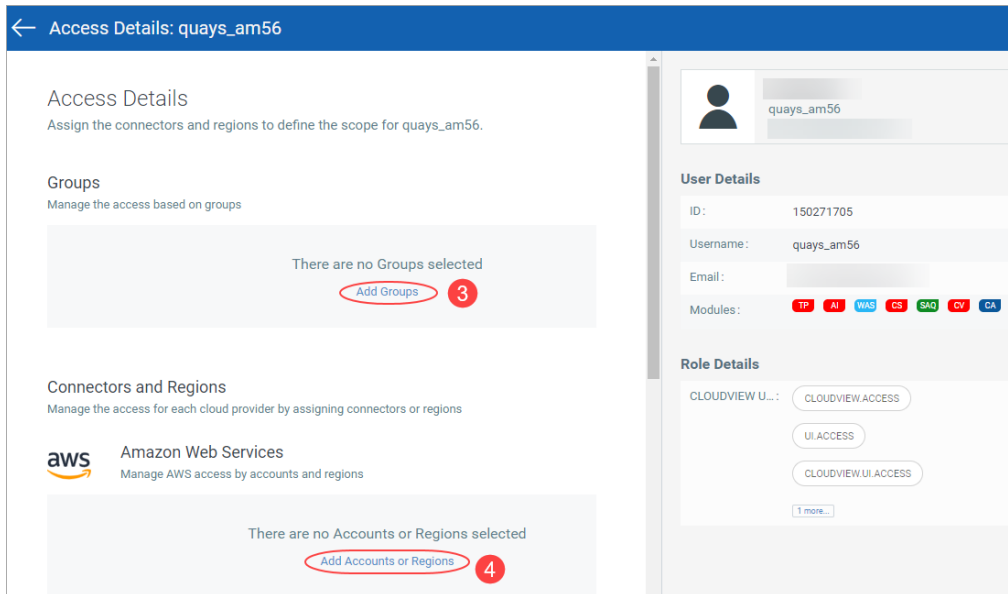 Access Details: quays_am56
Access Details
Assign the connectors and regions to define the scope for quays_am56.
Groups
Manage the access based on groups
There are no Groups selected
Add Groups
3
Connectors and Regions
Manage the access for each cloud provider by assigning connectors or regions
aws
Amazon Web Services
Manage AWS access by accounts and regions
There are no Accounts or Regions selected
Add Accounts or Regions
4
quays_am56
User Details
ID: 150271705
Username: quays_am56
Email:
Modules: TP AI WAS CS SAQ CV CA
Role Details
CLOUDVIEW U...: CLOUDVIEW.ACCESS
UI.ACCESS
CLOUDVIEW.UI.ACCESS
1 more...